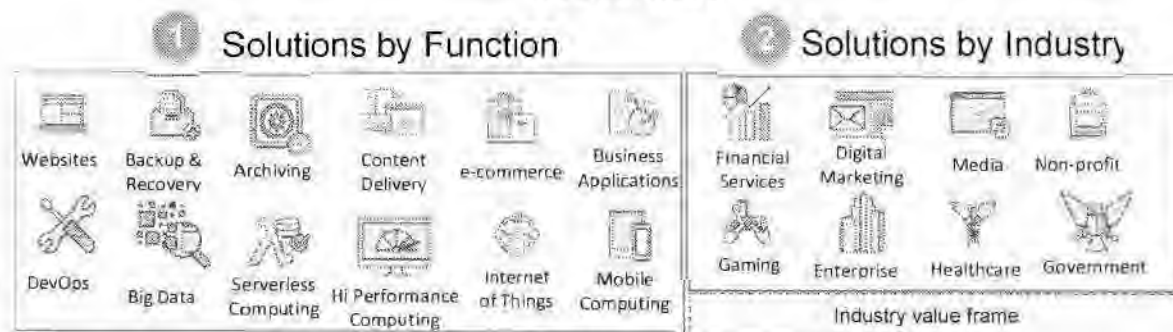 1 Solutions by Function
Websites
Backup &
Recovery
Archiving
Content
Delivery
e-commerce
Business
Applications
DevOps
Big Data
Serverless
Computing
Hi Performance
Computing
Internet
of Things
Mobile
Computing
2 Solutions by Industry
Financial
Services
Digital
Marketing
Media
Non-profit
Gaming
Enterprise
Healthcare
Government
Industry value frame